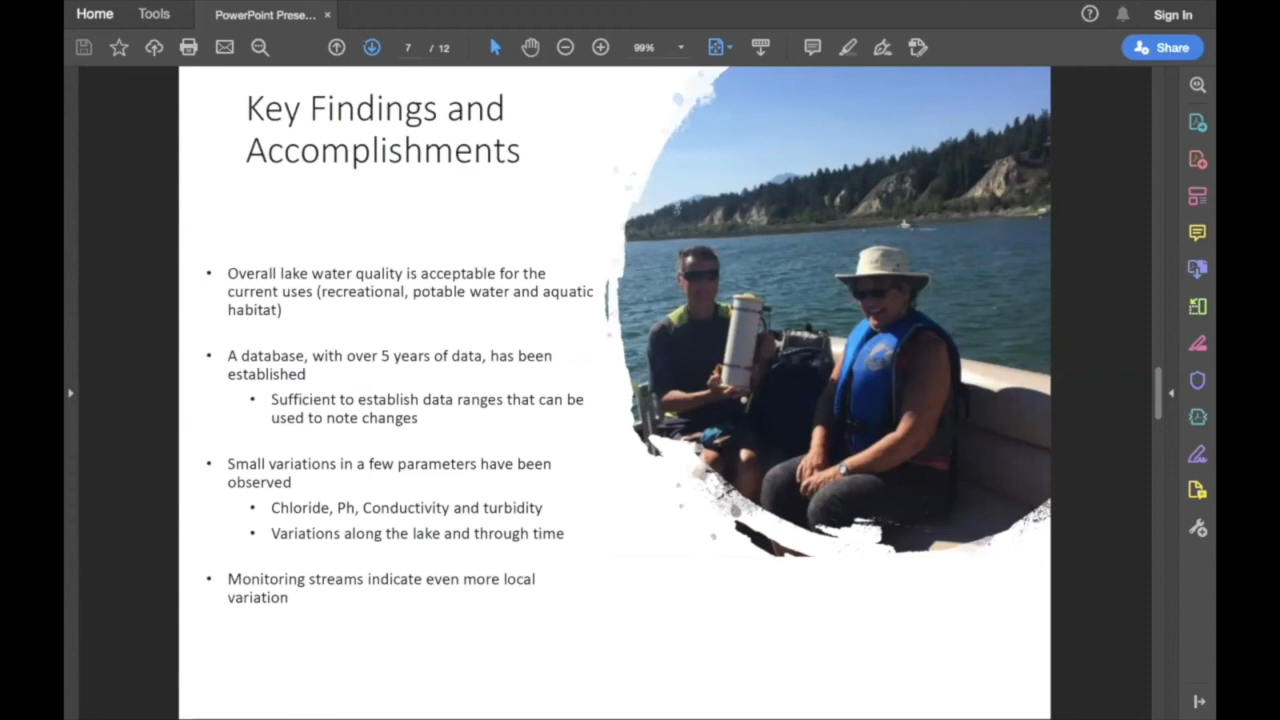 Home
Tools
PowerPoint Prese... ×
Sign In
7 / 12
99%
Share
Key Findings and
Accomplishments
• Overall lake water quality is acceptable for the
current uses (recreational, potable water and aquatic
habitat)
• A database, with over 5 years of data, has been
established
• Sufficient to establish data ranges that can be
used to note changes
• Small variations in a few parameters have been
observed
• Chloride, Ph, Conductivity and turbidity
• Variations along the lake and through time
• Monitoring streams indicate even more local
variation